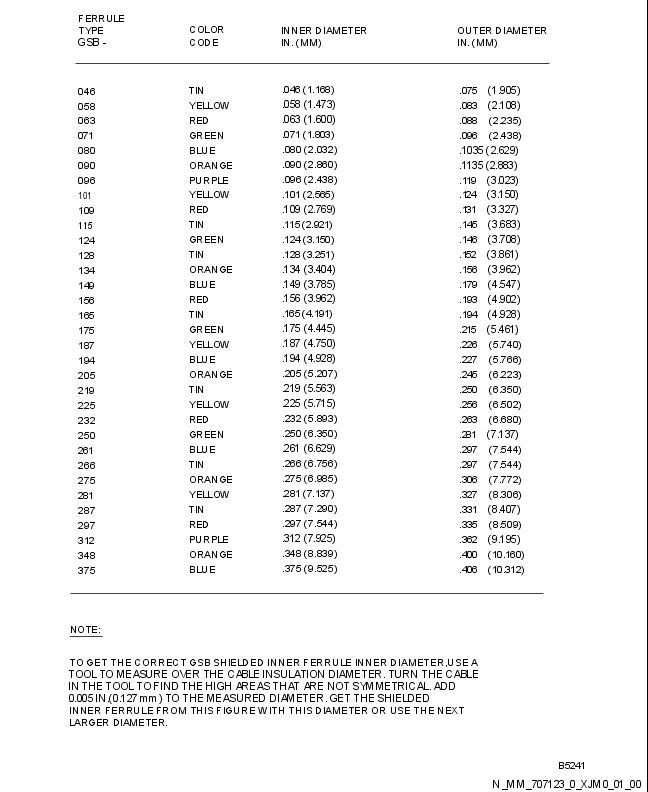 FERRULE
TYPE COLOR INNER DIAMETER OUTER DIAMETER
GSB - CODE IN. (MM) IN. (MM)
046 TIN .046 (1.168) .075 (1.905)
058 YELLOW .058 (1.473) .083 (2.108)
063 RED .063 (1.600) .088 (2.235)
071 GREEN .071 (1.803) .096 (2.438)
080 BLUE .080 (2.032) .1035 (2.629)
090 ORANGE .090 (2.860) .1135 (2.883)
096 PURPLE .096 (2.438) .119 (3.023)
101 YELLOW .101 (2.565) .124 (3.150)
109 RED .109 (2.769) .131 (3.327)
115 TIN .115 (2.921) .145 (3.683)
124 GREEN .124 (3.150) .146 (3.708)
128 TIN .128 (3.251) .152 (3.861)
134 ORANGE .134 (3.404) .156 (3.962)
149 BLUE .149 (3.785) .179 (4.547)
156 RED .156 (3.962) .193 (4.902)
165 TIN .165 (4.191) .194 (4.928)
175 GREEN .175 (4.445) .215 (5.461)
187 YELLOW .187 (4.750) .226 (5.740)
194 BLUE .194 (4.928) .227 (5.766)
205 ORANGE .205 (5.207) .245 (6.223)
219 TIN .219 (5.563) .250 (6.350)
225 YELLOW .225 (5.715) .256 (6.502)
232 RED .232 (5.893) .263 (6.680)
250 GREEN .250 (6.350) .281 (7.137)
261 BLUE .261 (6.629) .297 (7.544)
266 TIN .266 (6.756) .297 (7.544)
275 ORANGE .275 (6.985) .306 (7.772)
281 YELLOW .281 (7.137) .327 (8.306)
287 TIN .287 (7.290) .331 (8.407)
297 RED .297 (7.544) .335 (8.509)
312 PURPLE .312 (7.925) .362 (9.195)
348 ORANGE .348 (8.839) .400 (10.160)
375 BLUE .375 (9.525) .406 (10.312)
NOTE:
TO GET THE CORRECT GSB SHIELDED INNER FERRULE INNER DIAMETER,USE A
TOOL TO MEASURE OVER THE CABLE INSULATION DIAMETER. TURN THE CABLE
IN THE TOOL TO FIND THE HIGH AREAS THAT ARE NOT SYMMETRICAL. ADD
0.005 IN.(0.127 mm) TO THE MEASURED DIAMETER. GET THE SHIELDED
INNER FERRULE FROM THIS FIGURE WITH THIS DIAMETER OR USE THE NEXT
LARGER DIAMETER.
B5241
N_MM_707123_0_XJM0_01_00